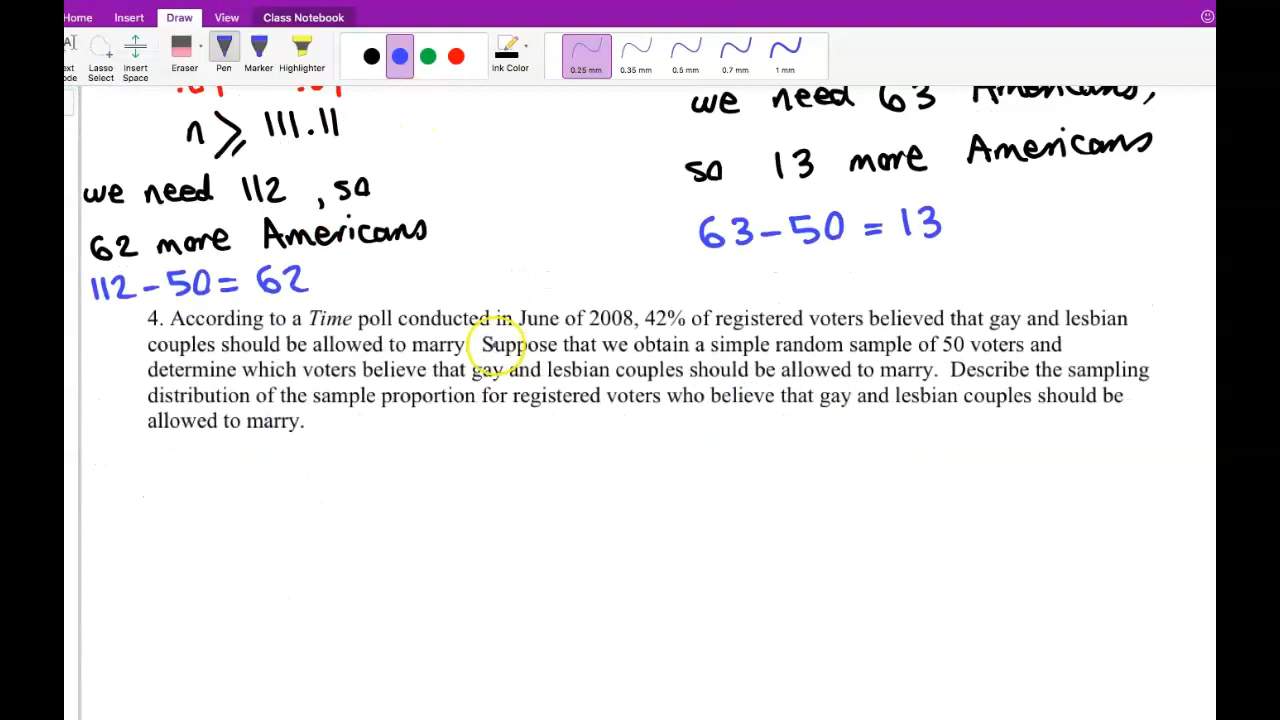 Home Insert Draw View Class Notebook
Lasso Select
Insert Space
Eraser
Pen
Marker
Highlighter
Ink Color
0.25 mm
0.35 mm
0.5 mm
0.7 mm
1 mm
n ≥ 111.11
we need 112 , so
62 more Americans
112 - 50 = 62
we need 63 Americans,
so 13 more Americans
63 - 50 = 13
4. According to a Time poll conducted in June of 2008, 42% of registered voters believed that gay and lesbian
couples should be allowed to marry. Suppose that we obtain a simple random sample of 50 voters and
determine which voters believe that gay and lesbian couples should be allowed to marry. Describe the sampling
distribution of the sample proportion for registered voters who believe that gay and lesbian couples should be
allowed to marry.